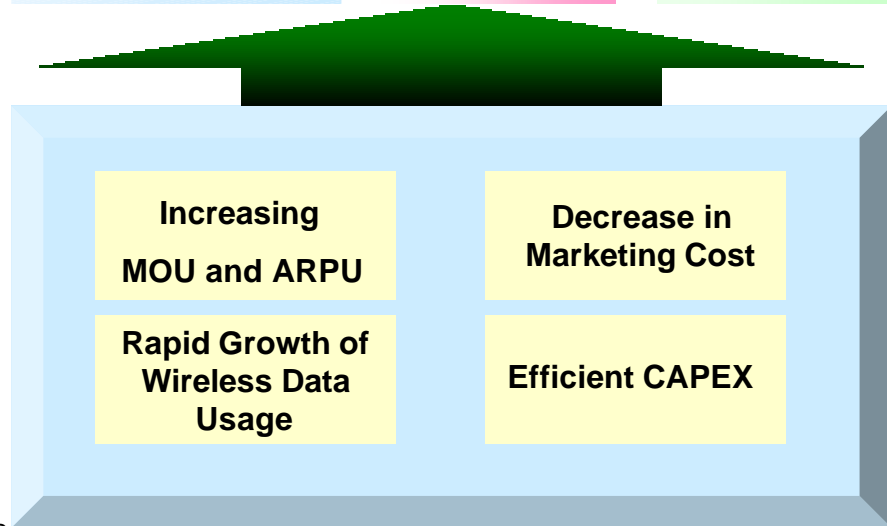 Increasing
MOU and ARPU
Decrease in
Marketing Cost
Rapid Growth of
Wireless Data
Usage
Efficient CAPEX